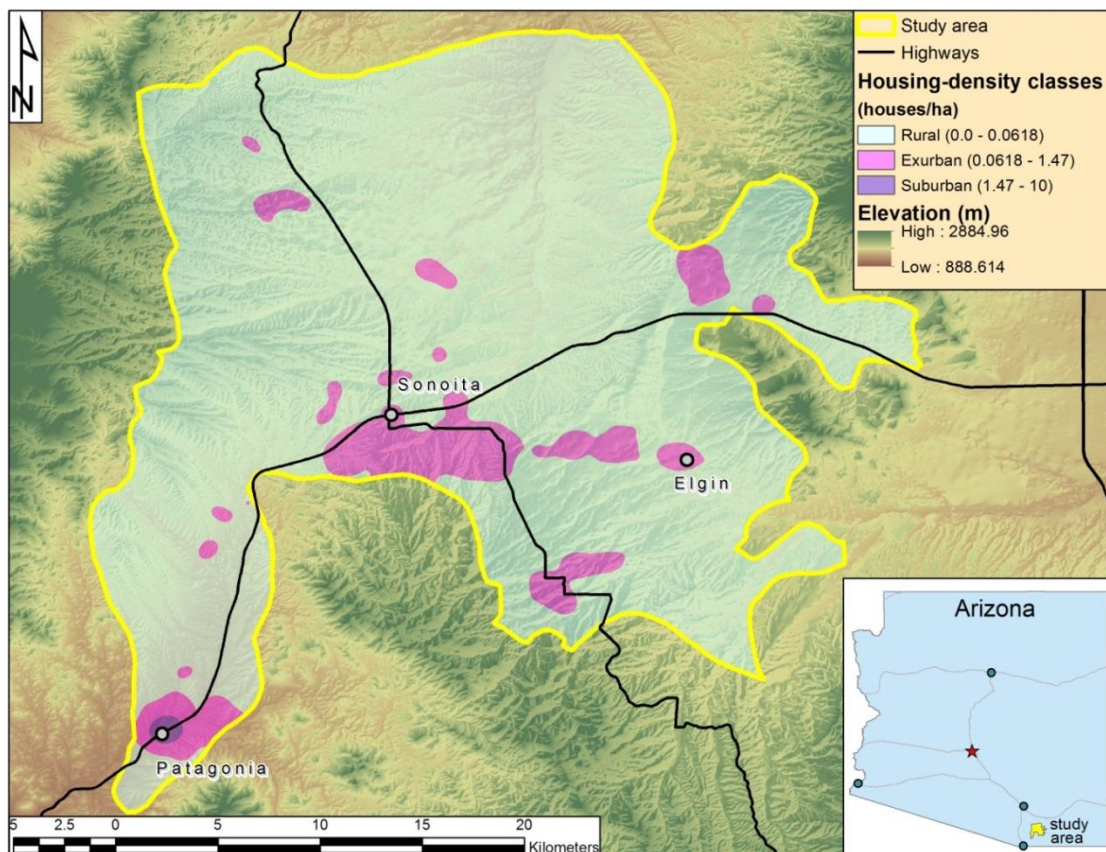 N
Study area
Highways
Housing-density classes
(houses/ha)
Rural (0.0 - 0.0618)
Exurban (0.0618 - 1.47)
Suburban (1.47 - 10)
Elevation (m)
High : 2884.96
Low : 888.614
Sonoita
Elgin
Patagonia
5 2.5 0 5 10 15 20
Kilometers
Arizona
study
area